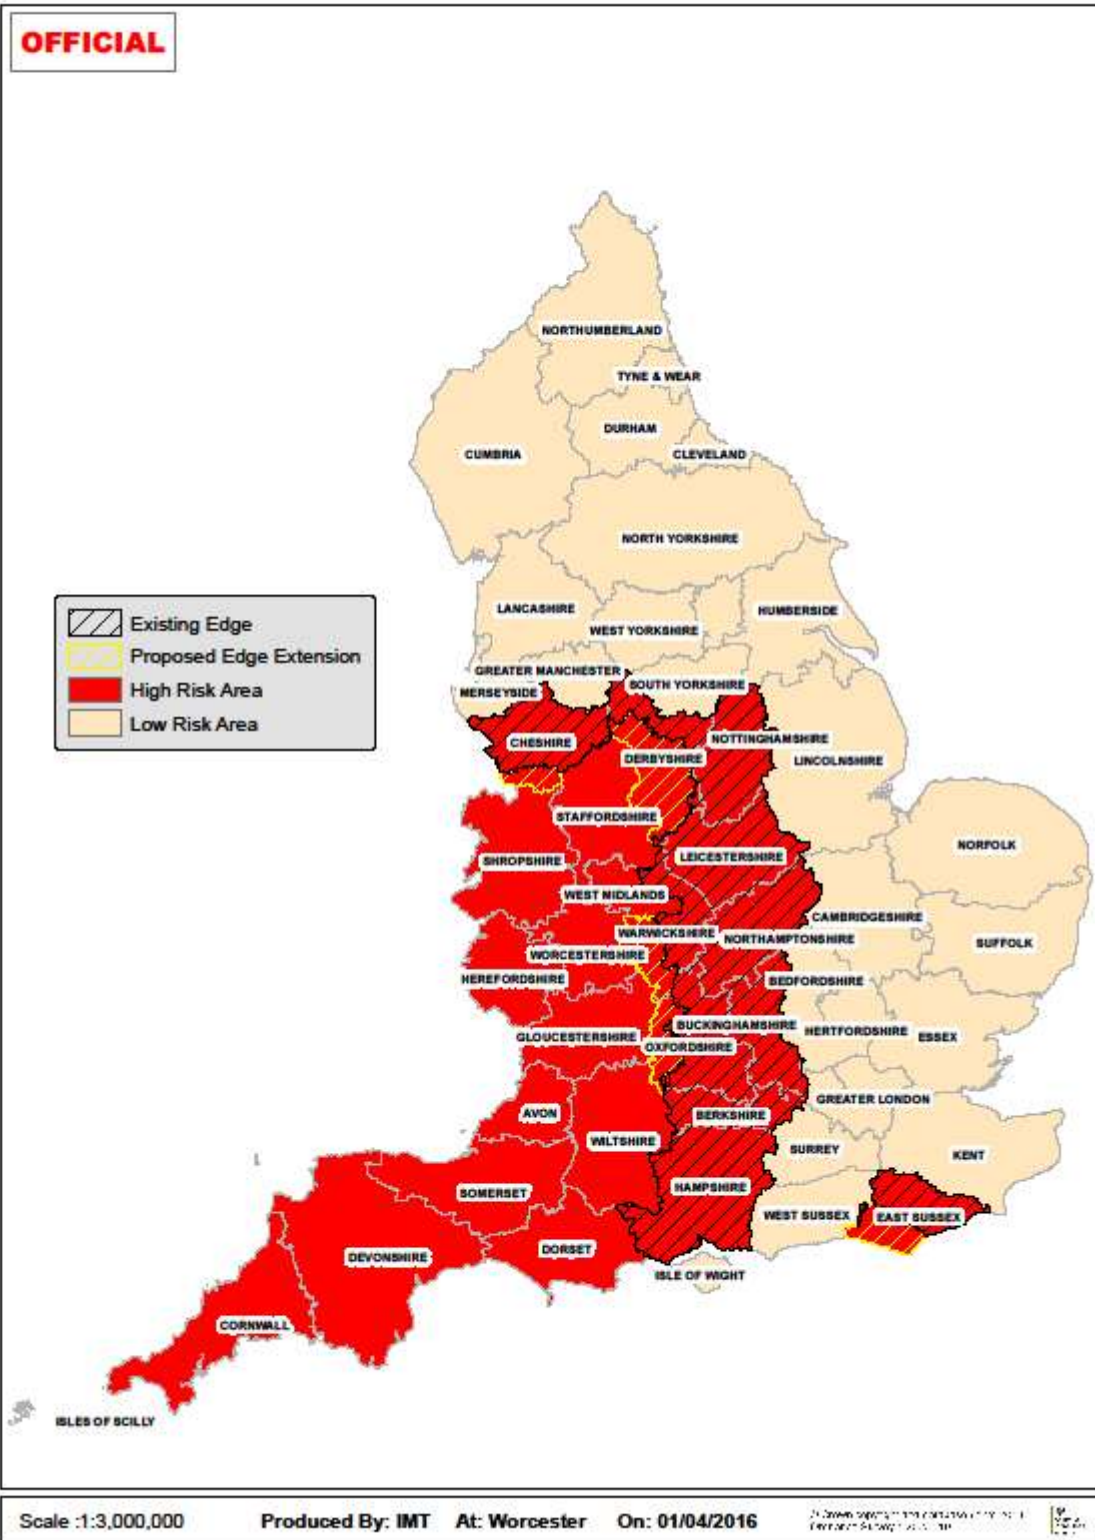 OFFICIAL
NORTHUMBERLAND
TYNE & WEAR
DURHAM
CUMBRIA
CLEVELAND
NORTH YORKSHIRE
LANCASHIRE
HUMBERSIDE
WEST YORKSHIRE
Existing Edge
Proposed Edge Extension
High Risk Area
Low Risk Area
GREATER MANCHESTER
SOUTH YORKSHIRE
MERSEYSIDE
CHESHIRE
NOTTINGHAMSHIRE
DERBYSHIRE
LINCOLNSHIRE
STAFFORDSHIRE
NORFOLK
SHROPSHIRE
LEICESTERSHIRE
WEST MIDLANDS
CAMBRIDGESHIRE
WARWICKSHIRE
NORTHAMPTONSHIRE
SUFFOLK
WORCESTERSHIRE
HEREFORDSHIRE
BEDFORDSHIRE
BUCKINGHAMSHIRE
HERTFORDSHIRE
ESSEX
GLOUCESTERSHIRE
OXFORDSHIRE
GREATER LONDON
AVON
BERKSHIRE
WILTSHIRE
SURREY
KENT
HAMPSHIRE
SOMERSET
WEST SUSSEX
EAST SUSSEX
DORSET
DEVONSHIRE
ISLE OF WIGHT
CORNWALL
ISLES OF SCILLY
Scale :1:3,000,000 Produced By: IMT At: Worcester On: 01/04/2016